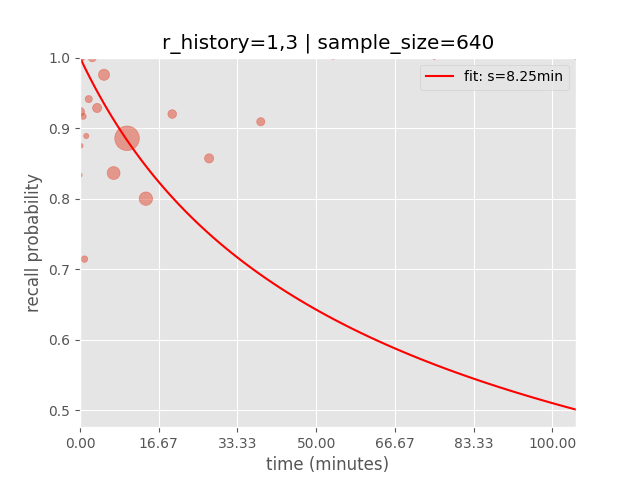 r_history=1,3 | sample_size=640
fit: s=8.25min
recall probability
1.0
0.9
0.8
0.7
0.6
0.5
0.00 16.67 33.33 50.00 66.67 83.33 100.00
time (minutes)